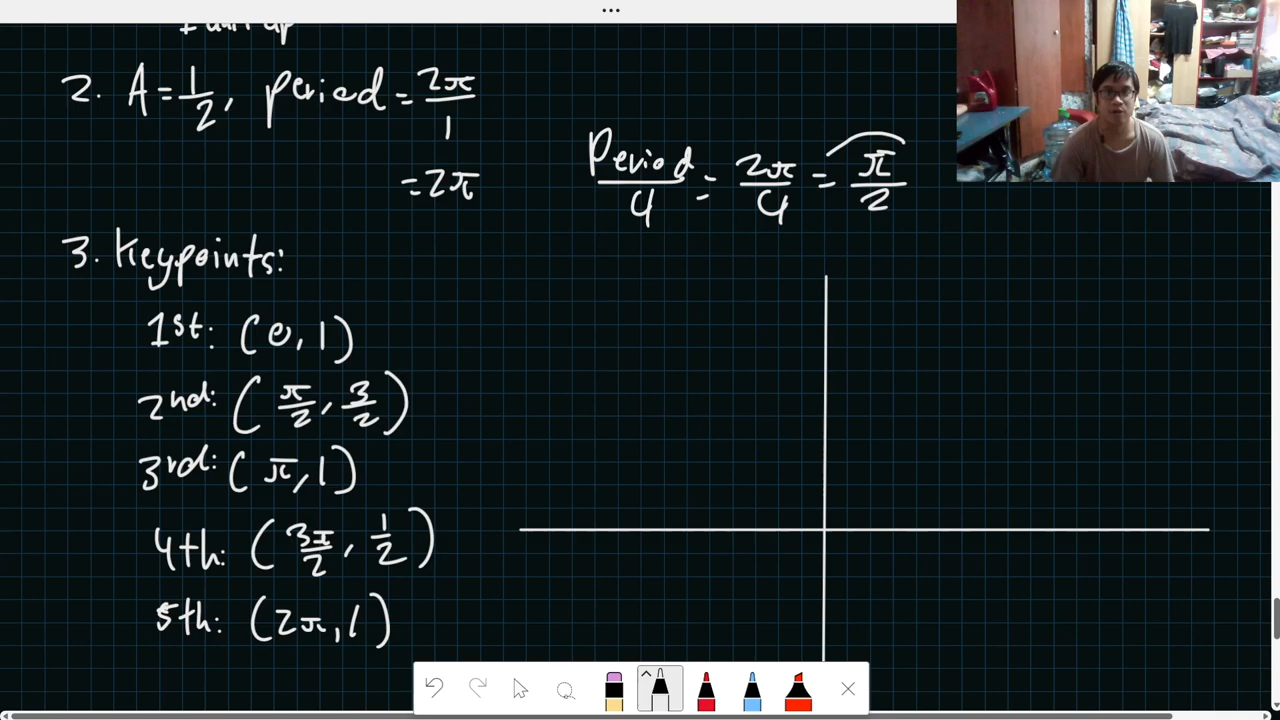 2. A = 1/2, period = 2π/1
= 2π
Period/4 = 2π/4 = π/2
3. Keypoints:
1st: (0, 1)
2nd: (π/2, 3/2)
3rd: (π, 1)
4th: (3π/2, 1/2)
5th: (2π, 1)